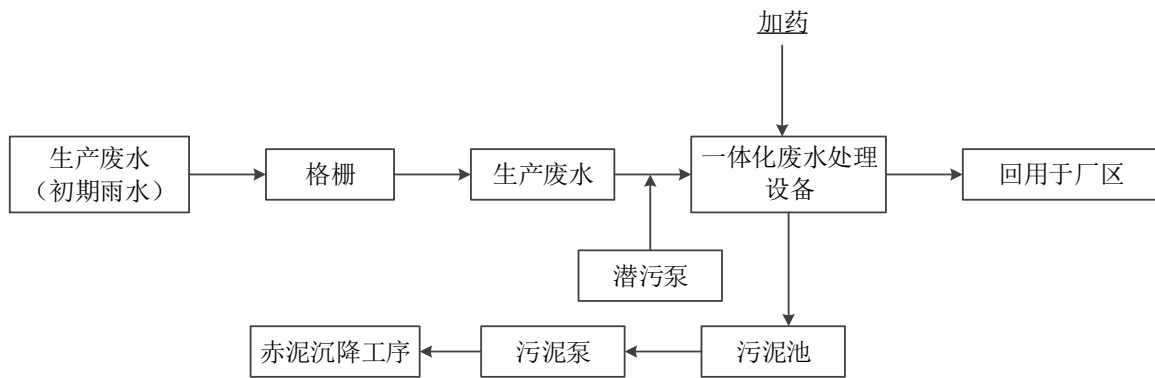 加药
生产废水
（初期雨水）
格栅
生产废水
一体化废水处理
设备
回用于厂区
潜污泵
赤泥沉降工序
污泥泵
污泥池